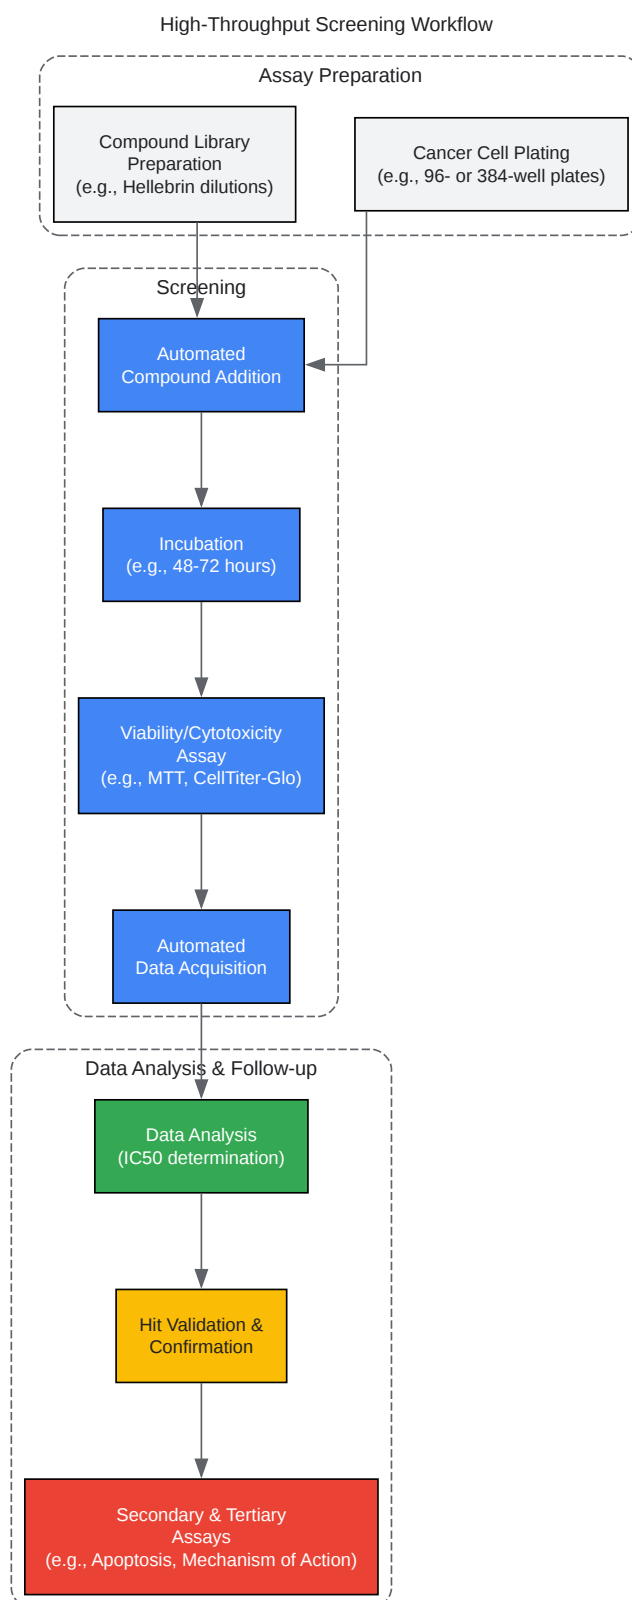 High-Throughput Screening Workflow
Assay Preparation
Compound Library
Preparation
(e.g., Hellebrin dilutions)
Cancer Cell Plating
(e.g., 96- or 384-well plates)
Screening
Automated
Compound Addition
Incubation
(e.g., 48-72 hours)
Viability/Cytotoxicity
Assay
(e.g., MTT, CellTiter-Glo)
Automated
Data Acquisition
Data Analysis & Follow-up
Data Analysis
(IC50 determination)
Hit Validation &
Confirmation
Secondary & Tertiary
Assays
(e.g., Apoptosis, Mechanism of Action)